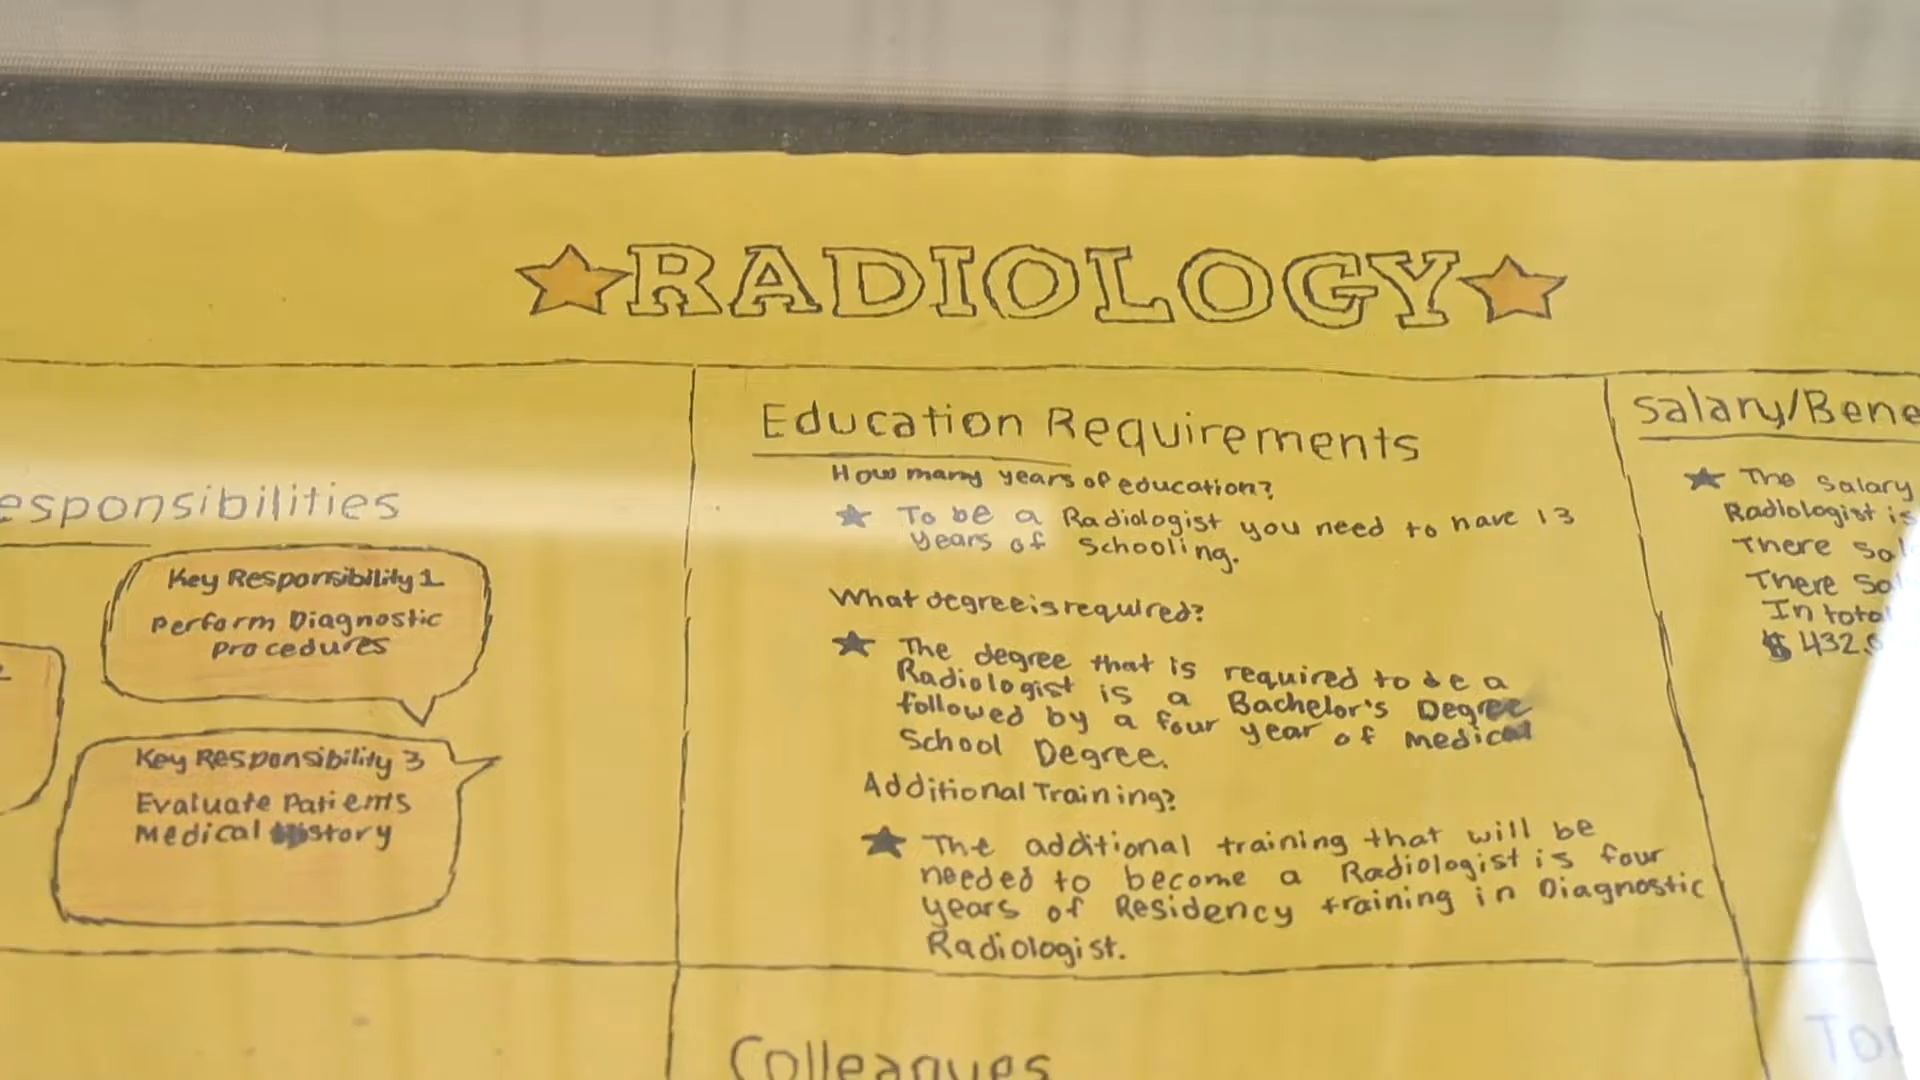 RADIOLOGY
esponsibilities
Key Responsibility 1
Perform Diagnostic
Procedures
Key Responsibility 3
Evaluate Patients
Medical History
Education Requirements
How many years of education?
To be a Radiologist you need to have 13
years of Schooling.
What degree is required?
The degree that is required to be a
Radiologist is a Bachelor's Degree
followed by a four year of medical
School Degree.
Additional Training?
The additional training that will be
needed to become a Radiologist is four
years of Residency training in Diagnostic
Radiologist.
Salary/Bene
The Salary
Radiologist is
There Sal
There Sa
In total
$432,
Colleagues
To